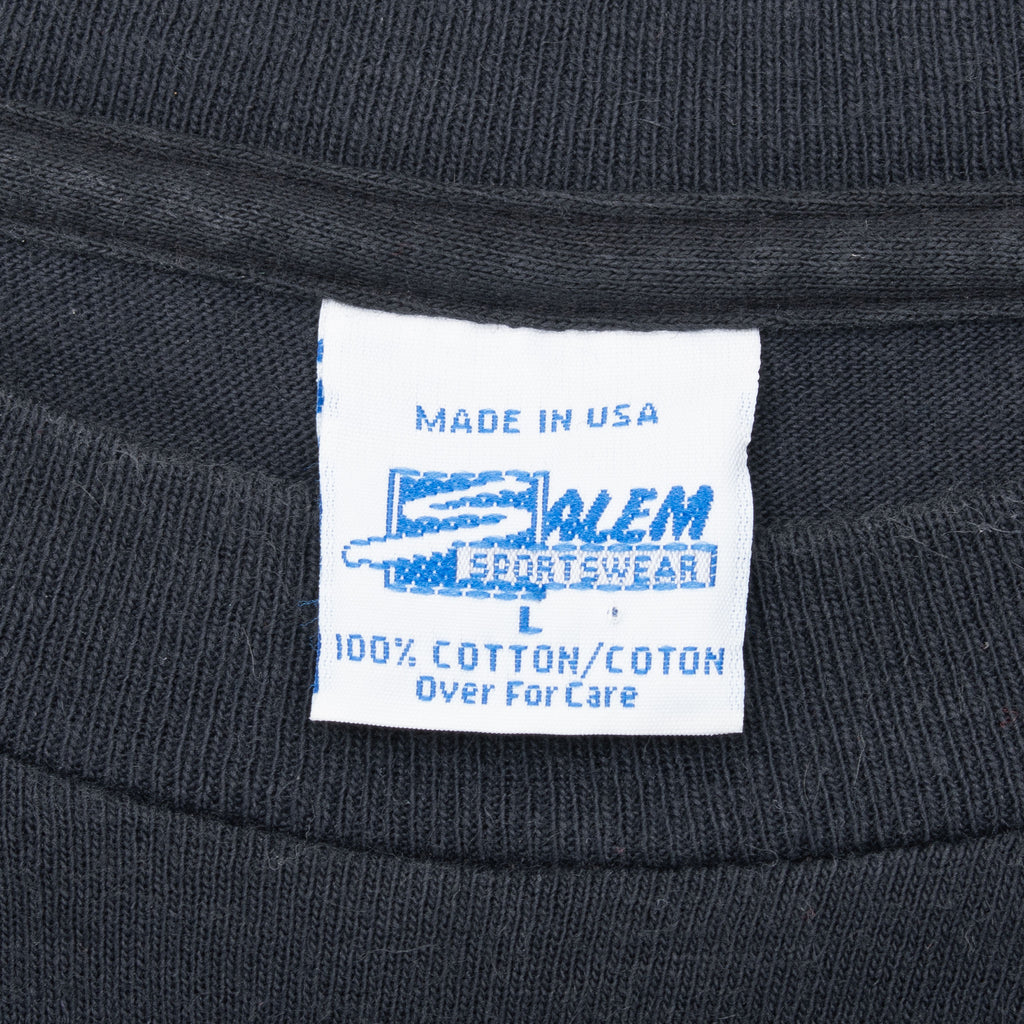 MADE IN USA
SALEM
SPORTSWEAR
L
100% COTTON/COTON
Over For Care